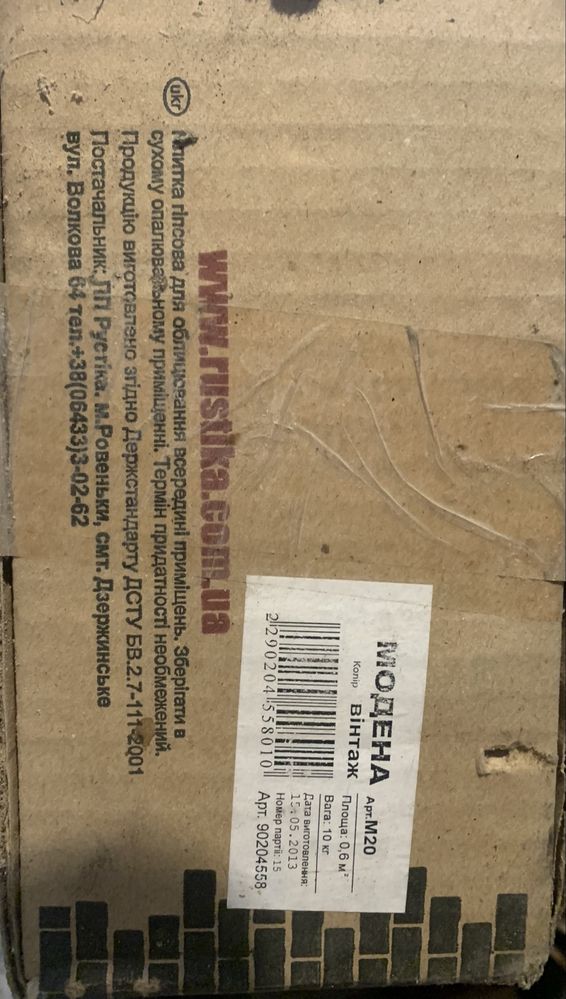 www.rustika.com.ua
ukr
Плитка гіпсова для облицювання всередині приміщень. Зберігати в
сухому опалювальному приміщенні. Термін придатності необмежений.
Продукцію виготовлено згідно Держстандарту ДСТУ БВ.2.7-111-2001
Постачальник: ПП Рустіка. м.Ровеньки, смт. Дзержинське
вул. Волкова 64 тел.+38(06433)3-02-62
МОДЕНА Арт.М20
Колір вінтаж
Площа: 0,6 м²
Вага: 10 кг
Дата виготовлення:
15.05.2013
Номер партії: 15
2290204558010
Арт. 90204558